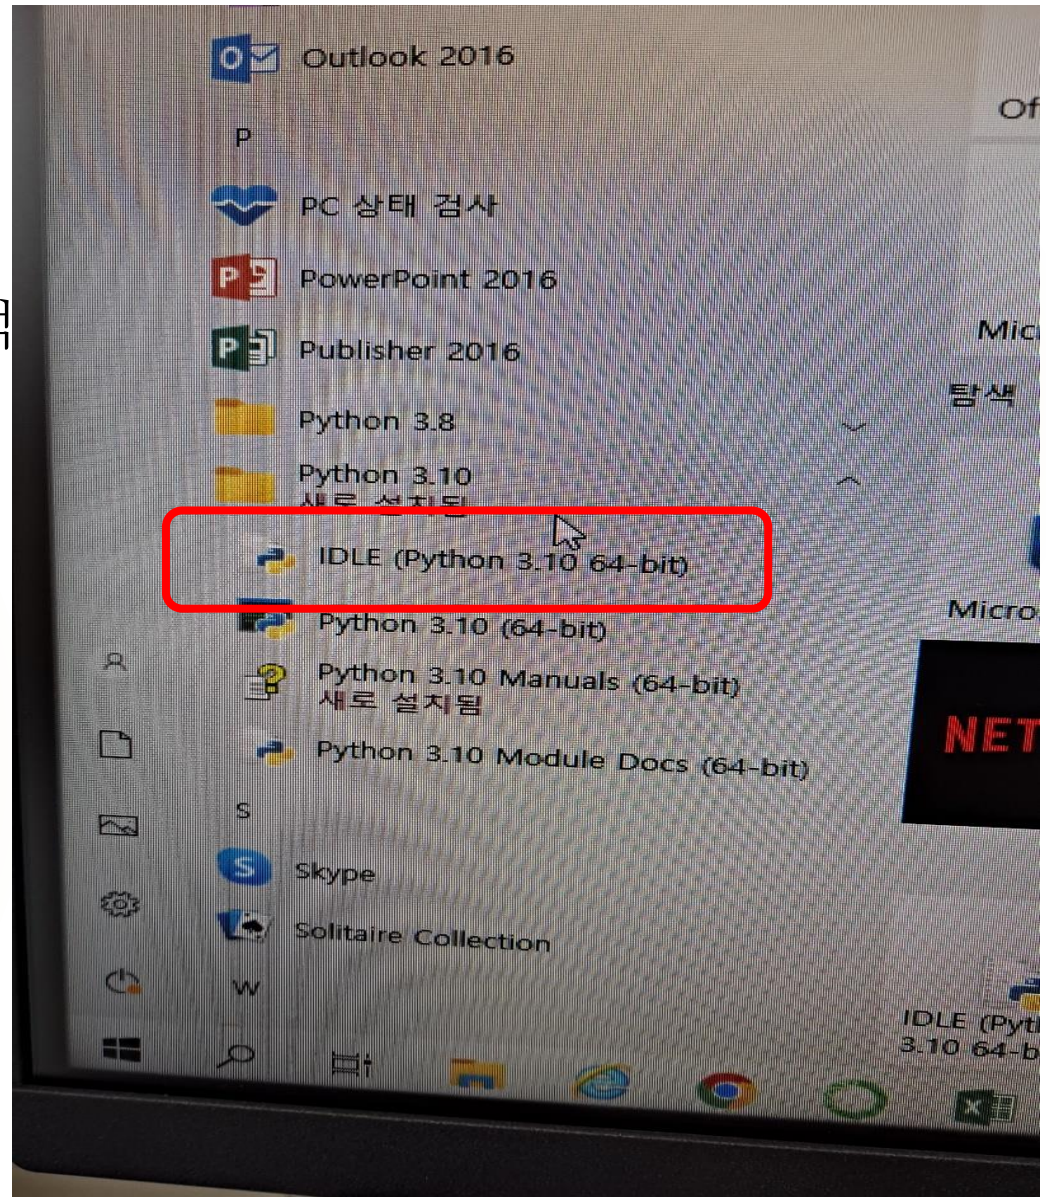 Outlook 2016
P
PC 상태 검사
PowerPoint 2016
Publisher 2016
Python 3.8
Python 3.10
새로 설치됨
IDLE (Python 3.10 64-bit)
Python 3.10 (64-bit)
Python 3.10 Manuals (64-bit)
새로 설치됨
Python 3.10 Module Docs (64-bit)
S
Skype
Solitaire Collection
W
Of
Mic
탐색
Micro
NET
IDLE (Pyt
3.10 64-b